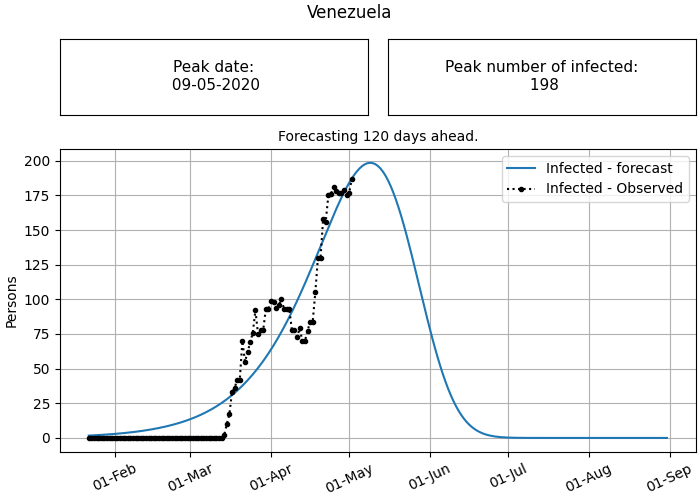 Venezuela
Peak date:
09-05-2020
Peak number of infected:
198
Forecasting 120 days ahead.
Infected - forecast
Infected - Observed
Persons
200
175
150
125
100
75
50
25
0
01-Feb
01-Mar
01-Apr
01-May
01-Jun
01-Jul
01-Aug
01-Sep